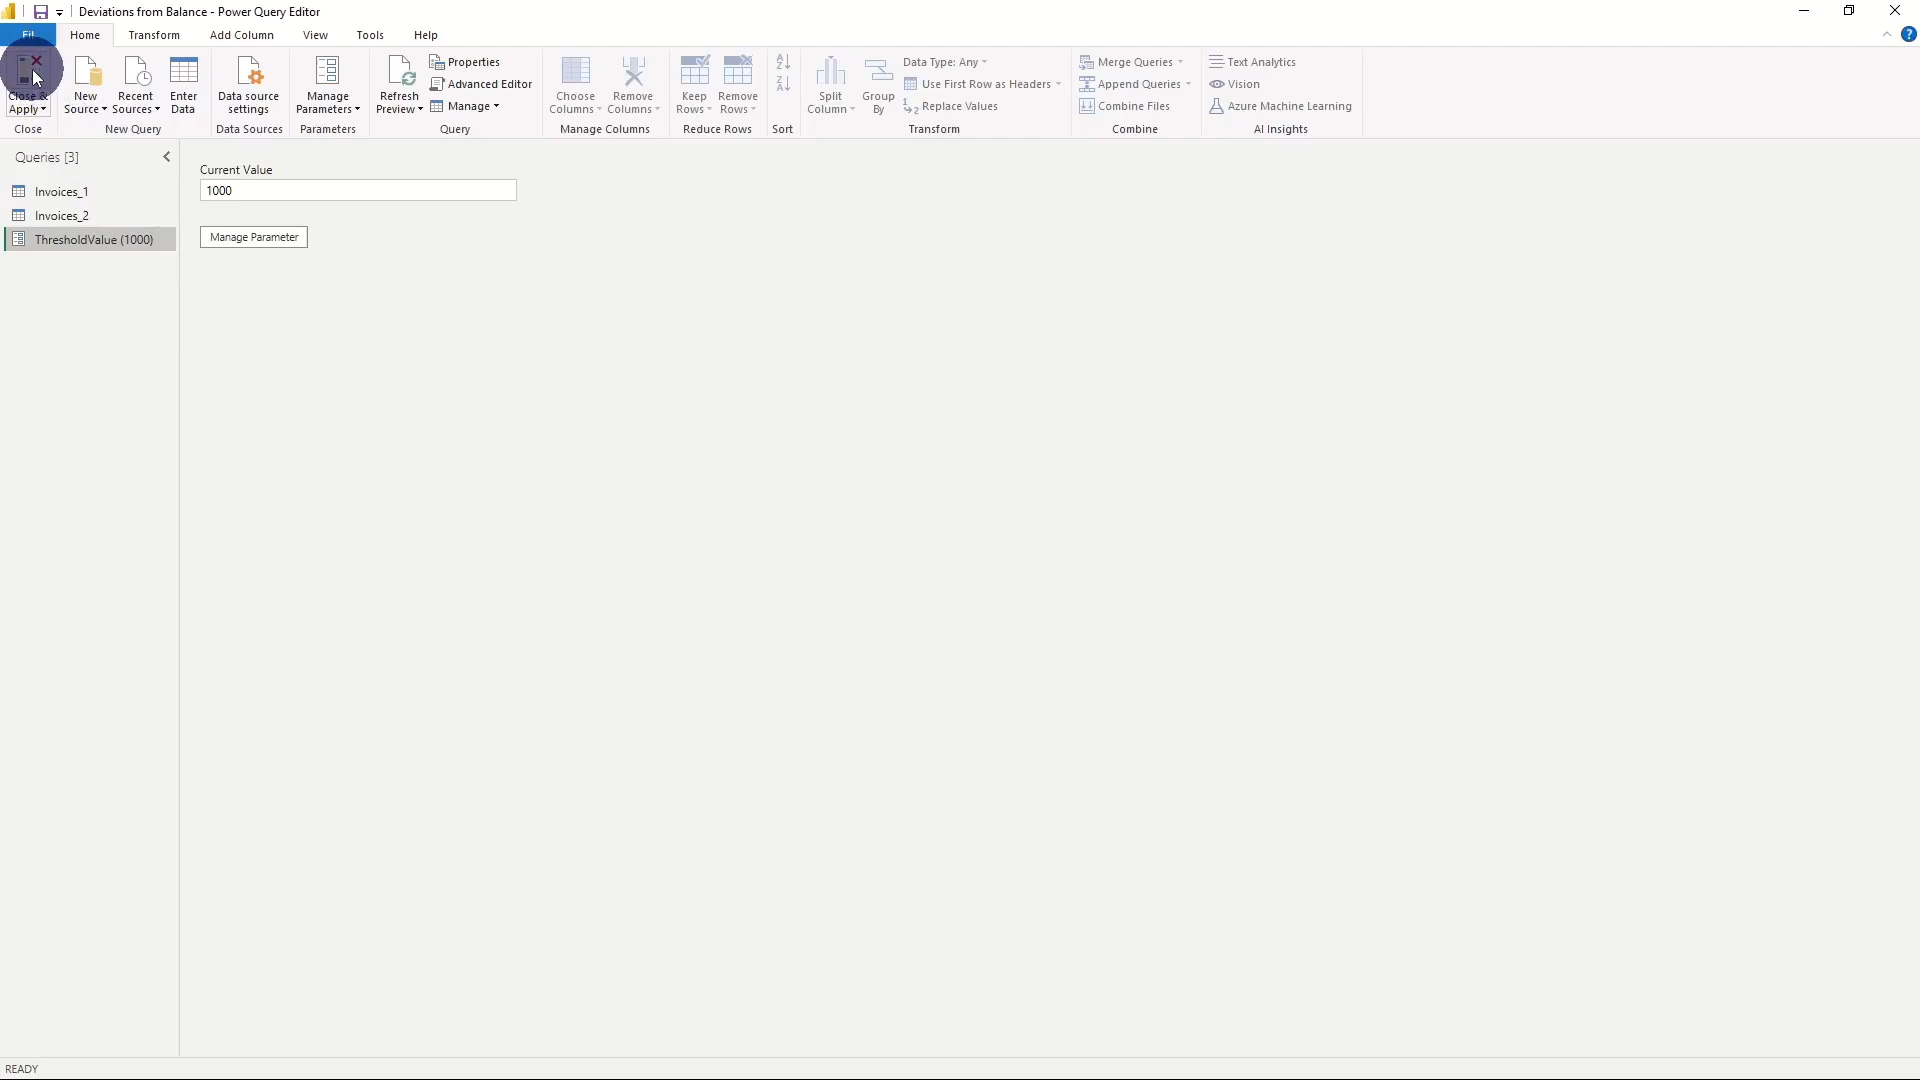 Deviations from Balance - Power Query Editor
Home Transform Add Column View Tools Help
?
Close & Apply
New Source
Recent Sources
Enter Data
Data source settings
Manage Parameters
Refresh Preview
Properties
Advanced Editor
Manage
Choose Columns
Remove Columns
Keep Rows
Remove Rows
Split Column
Group By
Data Type: Any
Use First Row as Headers
Replace Values
Merge Queries
Append Queries
Combine Files
Text Analytics
Vision
Azure Machine Learning
Close
New Query
Data Sources
Parameters
Query
Manage Columns
Reduce Rows
Sort
Transform
Combine
AI Insights
Queries [3]
Invoices_1
Invoices_2
ThresholdValue (1000)
Current Value
1000
Manage Parameter
READY